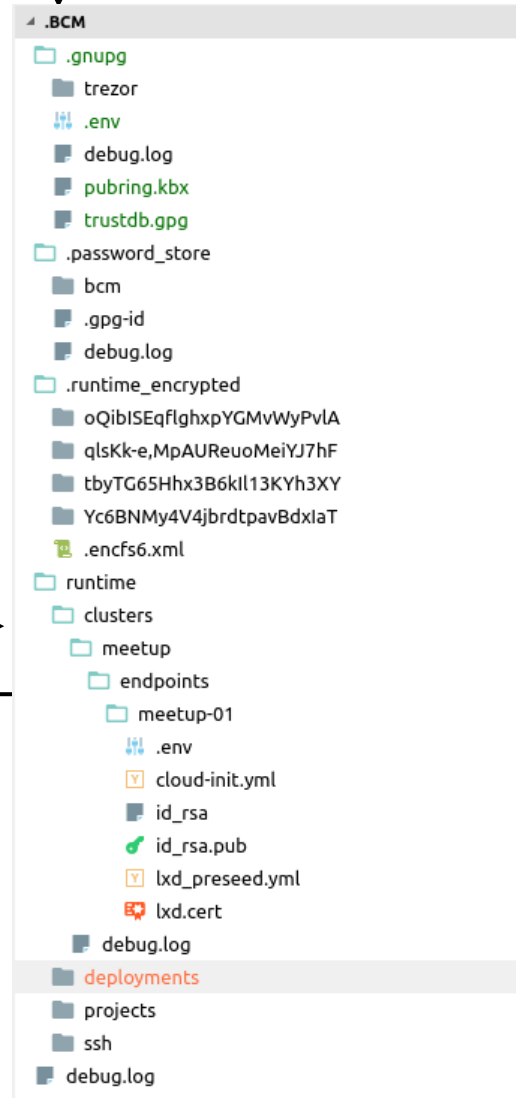 .BCM
.gnupg
trezor
.env
debug.log
pubring.kbx
trustdb.gpg
.password_store
bcm
.gpg-id
debug.log
.runtime_encrypted
oQibISEqflghxpYGMvWyPvlA
qlsKk-e,MpAUReuoMeiYJ7hF
tbyTG65Hhx3B6kIl13KYh3XY
Yc6BNMy4V4jbrdtpavBdxIaT
.encfs6.xml
runtime
clusters
meetup
endpoints
meetup-01
.env
cloud-init.yml
id_rsa
id_rsa.pub
lxd_preseed.yml
lxd.cert
debug.log
deployments
projects
ssh
debug.log